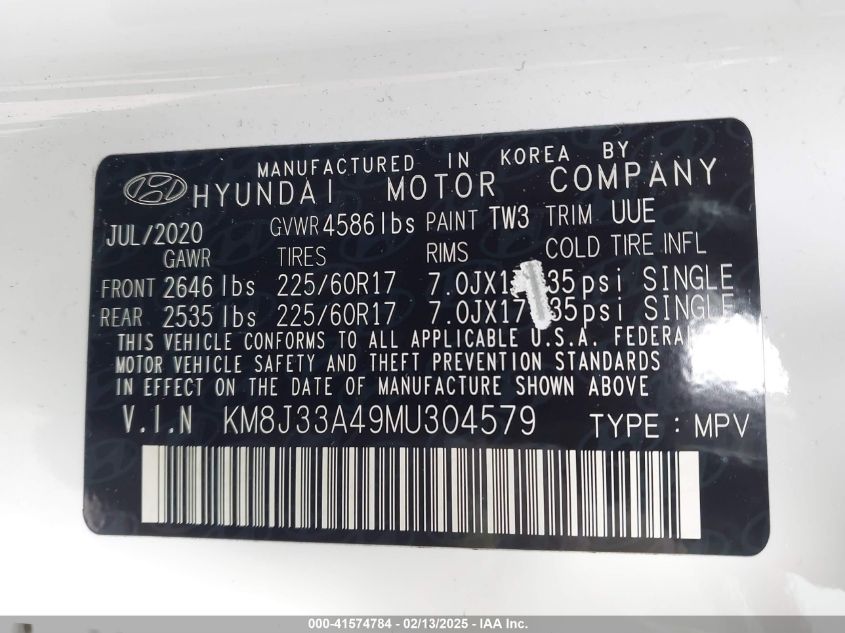 MANUFACTURED IN KOREA BY
HYUNDAI MOTOR COMPANY
JUL/2020 GVWR 4586 lbs PAINT TW3 TRIM UUE
GAWR TIRES RIMS COLD TIRE INFL
FRONT 2646 lbs 225/60R17 7.0JX1 35psi SINGLE
REAR 2535 lbs 225/60R17 7.0JX17 35psi SINGLE
THIS VEHICLE CONFORMS TO ALL APPLICABLE U.S.A. FEDERAL
MOTOR VEHICLE SAFETY AND THEFT PREVENTION STANDARDS
IN EFFECT ON THE DATE OF MANUFACTURE SHOWN ABOVE
V.I.N KM8J33A49MU304579 TYPE : MPV
000-41574784 - 02/13/2025 - IAA Inc.